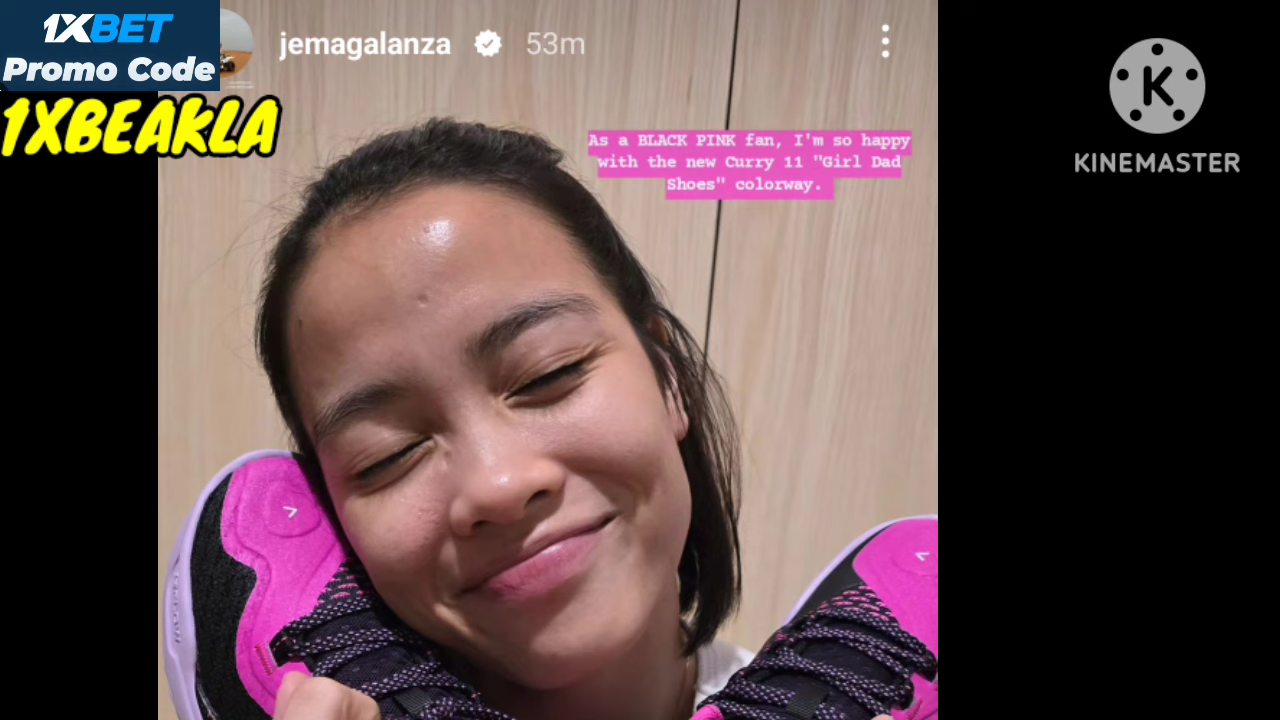 1XBET
Promo Code
1XBEAKLA
jemagalanza 53m
As a BLACK PINK fan, I'm so happy
with the new Curry 11 "Girl Dad
Shoes" colorway.
K
KINEMASTER